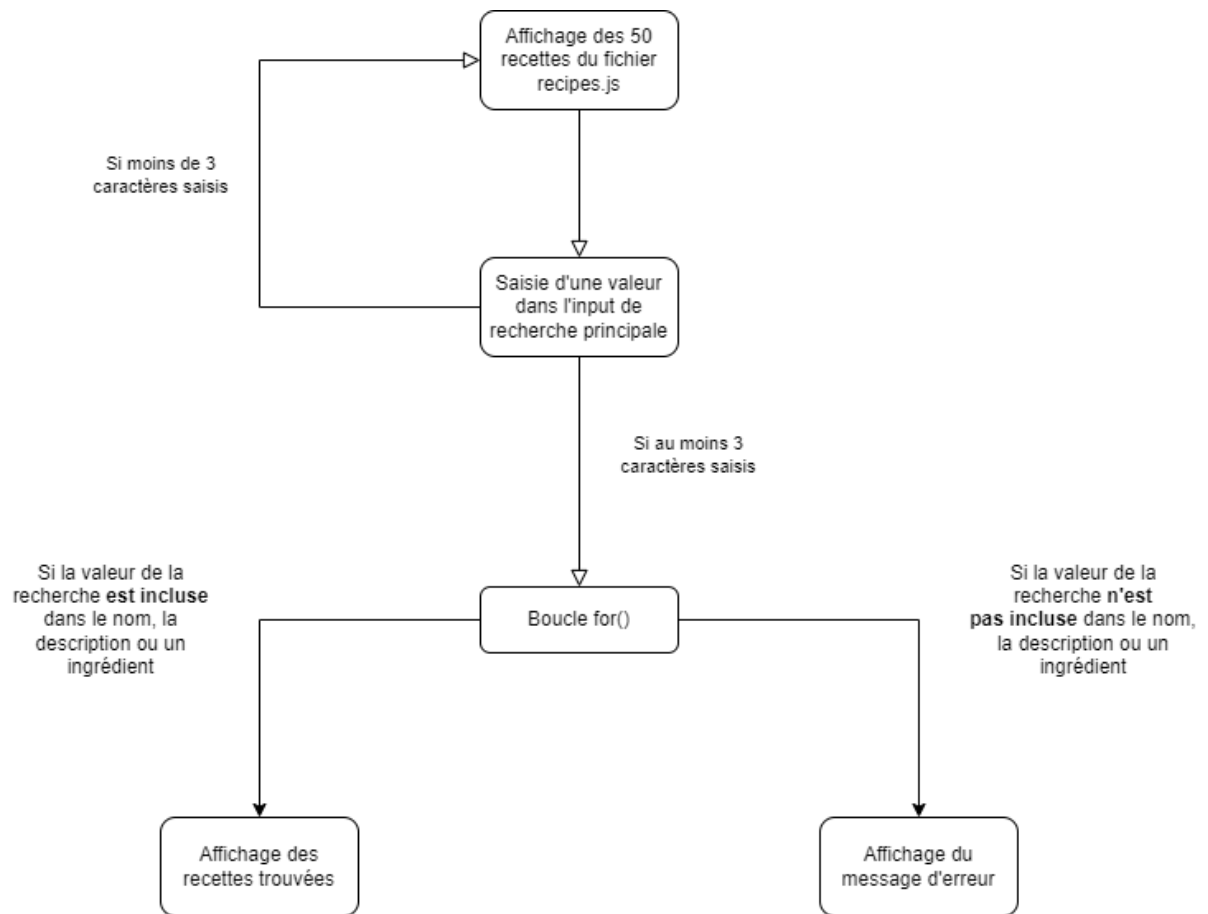 Affichage des 50
recettes du fichier
recipes.js
Si moins de 3
caractères saisis
Saisie d'une valeur
dans l'input de
recherche principale
Si au moins 3
caractères saisis
Si la valeur de la
recherche est incluse
dans le nom, la
description ou un
ingrédient
Boucle for()
Si la valeur de la
recherche n'est
pas incluse dans le nom,
la description ou un
ingrédient
Affichage des
recettes trouvées
Affichage du
message d'erreur